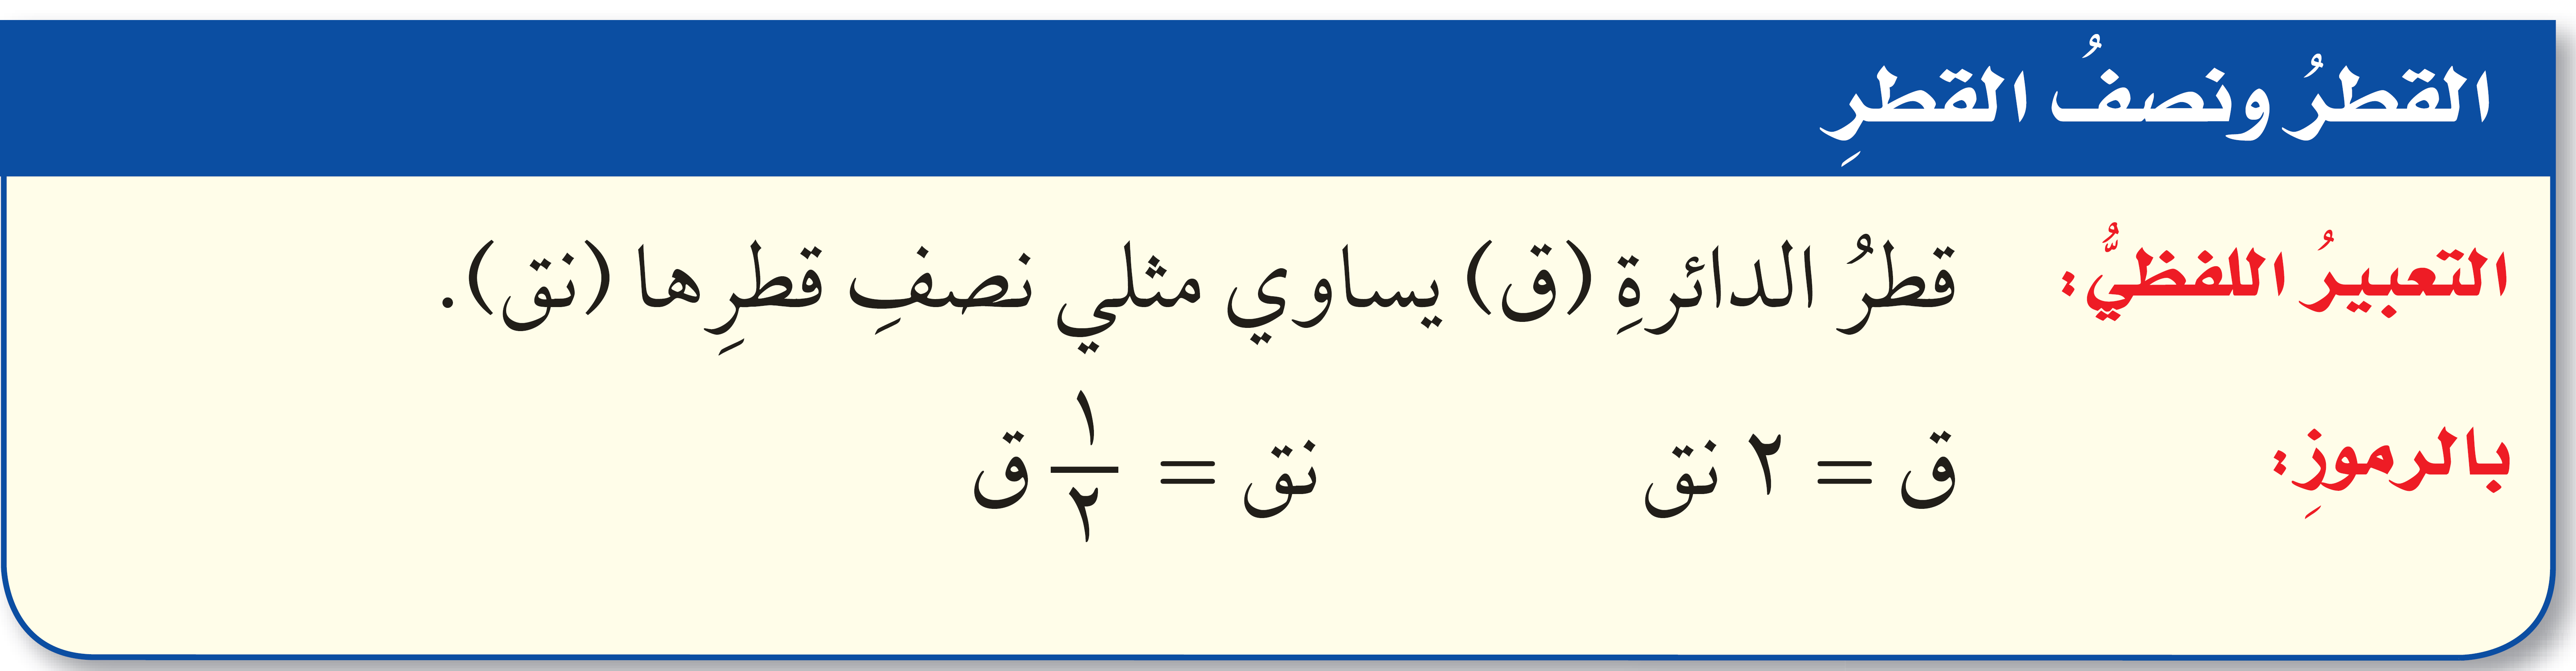 القطرُ ونصفُ القطرِ
التعبيرُ اللفظيُّ: قطرُ الدائرةِ (ق) يساوي مثلي نصفِ قطرِها (نق).
بالرموزِ: ق = ٢ نق نق = ١/٢ ق